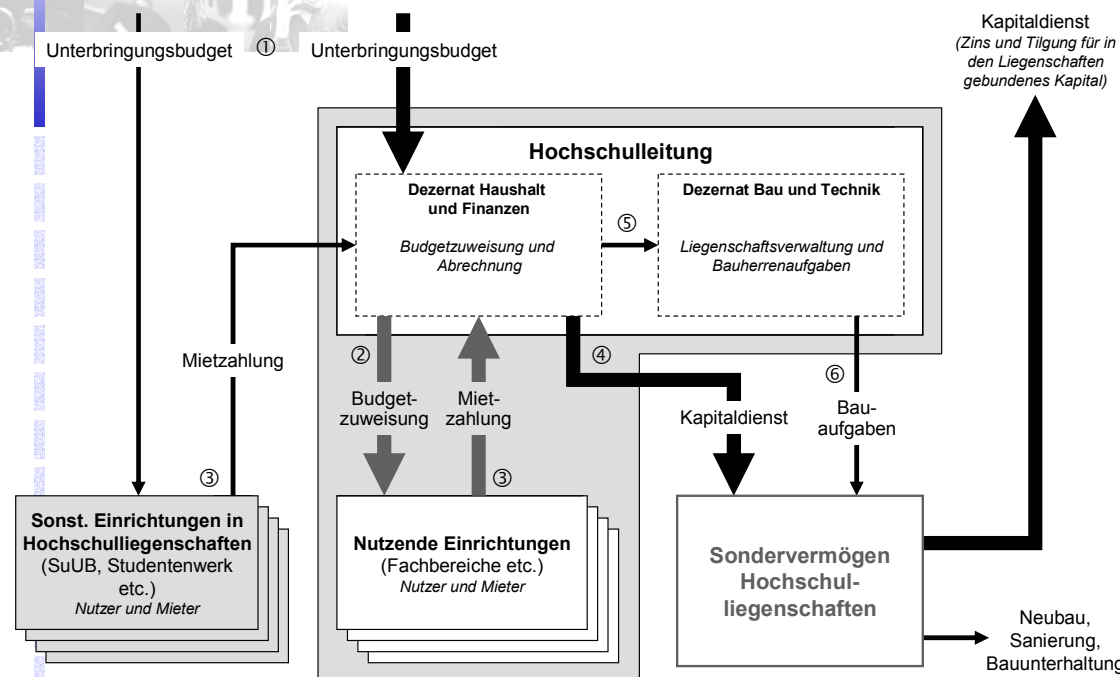 Unterbringungsbudget
①
Unterbringungsbudget
Kapitaldienst
(Zins und Tilgung für in
den Liegenschaften
gebundenes Kapital)
Hochschulleitung
Dezernat Haushalt
und Finanzen
Budgetzuweisung und
Abrechnung
⑤
Dezernat Bau und Technik
Liegenschaftsverwaltung und
Bauherrenaufgaben
Mietzahlung
②
Budget-
zuweisung
Miet-
zahlung
④
Kapitaldienst
⑥
Bau-
aufgaben
③
③
Sonst. Einrichtungen in
Hochschulliegenschaften
(SuUB, Studentenwerk
etc.)
Nutzer und Mieter
Nutzende Einrichtungen
(Fachbereiche etc.)
Nutzer und Mieter
Sondervermögen
Hochschul-
liegenschaften
Neubau,
Sanierung,
Bauunterhaltung